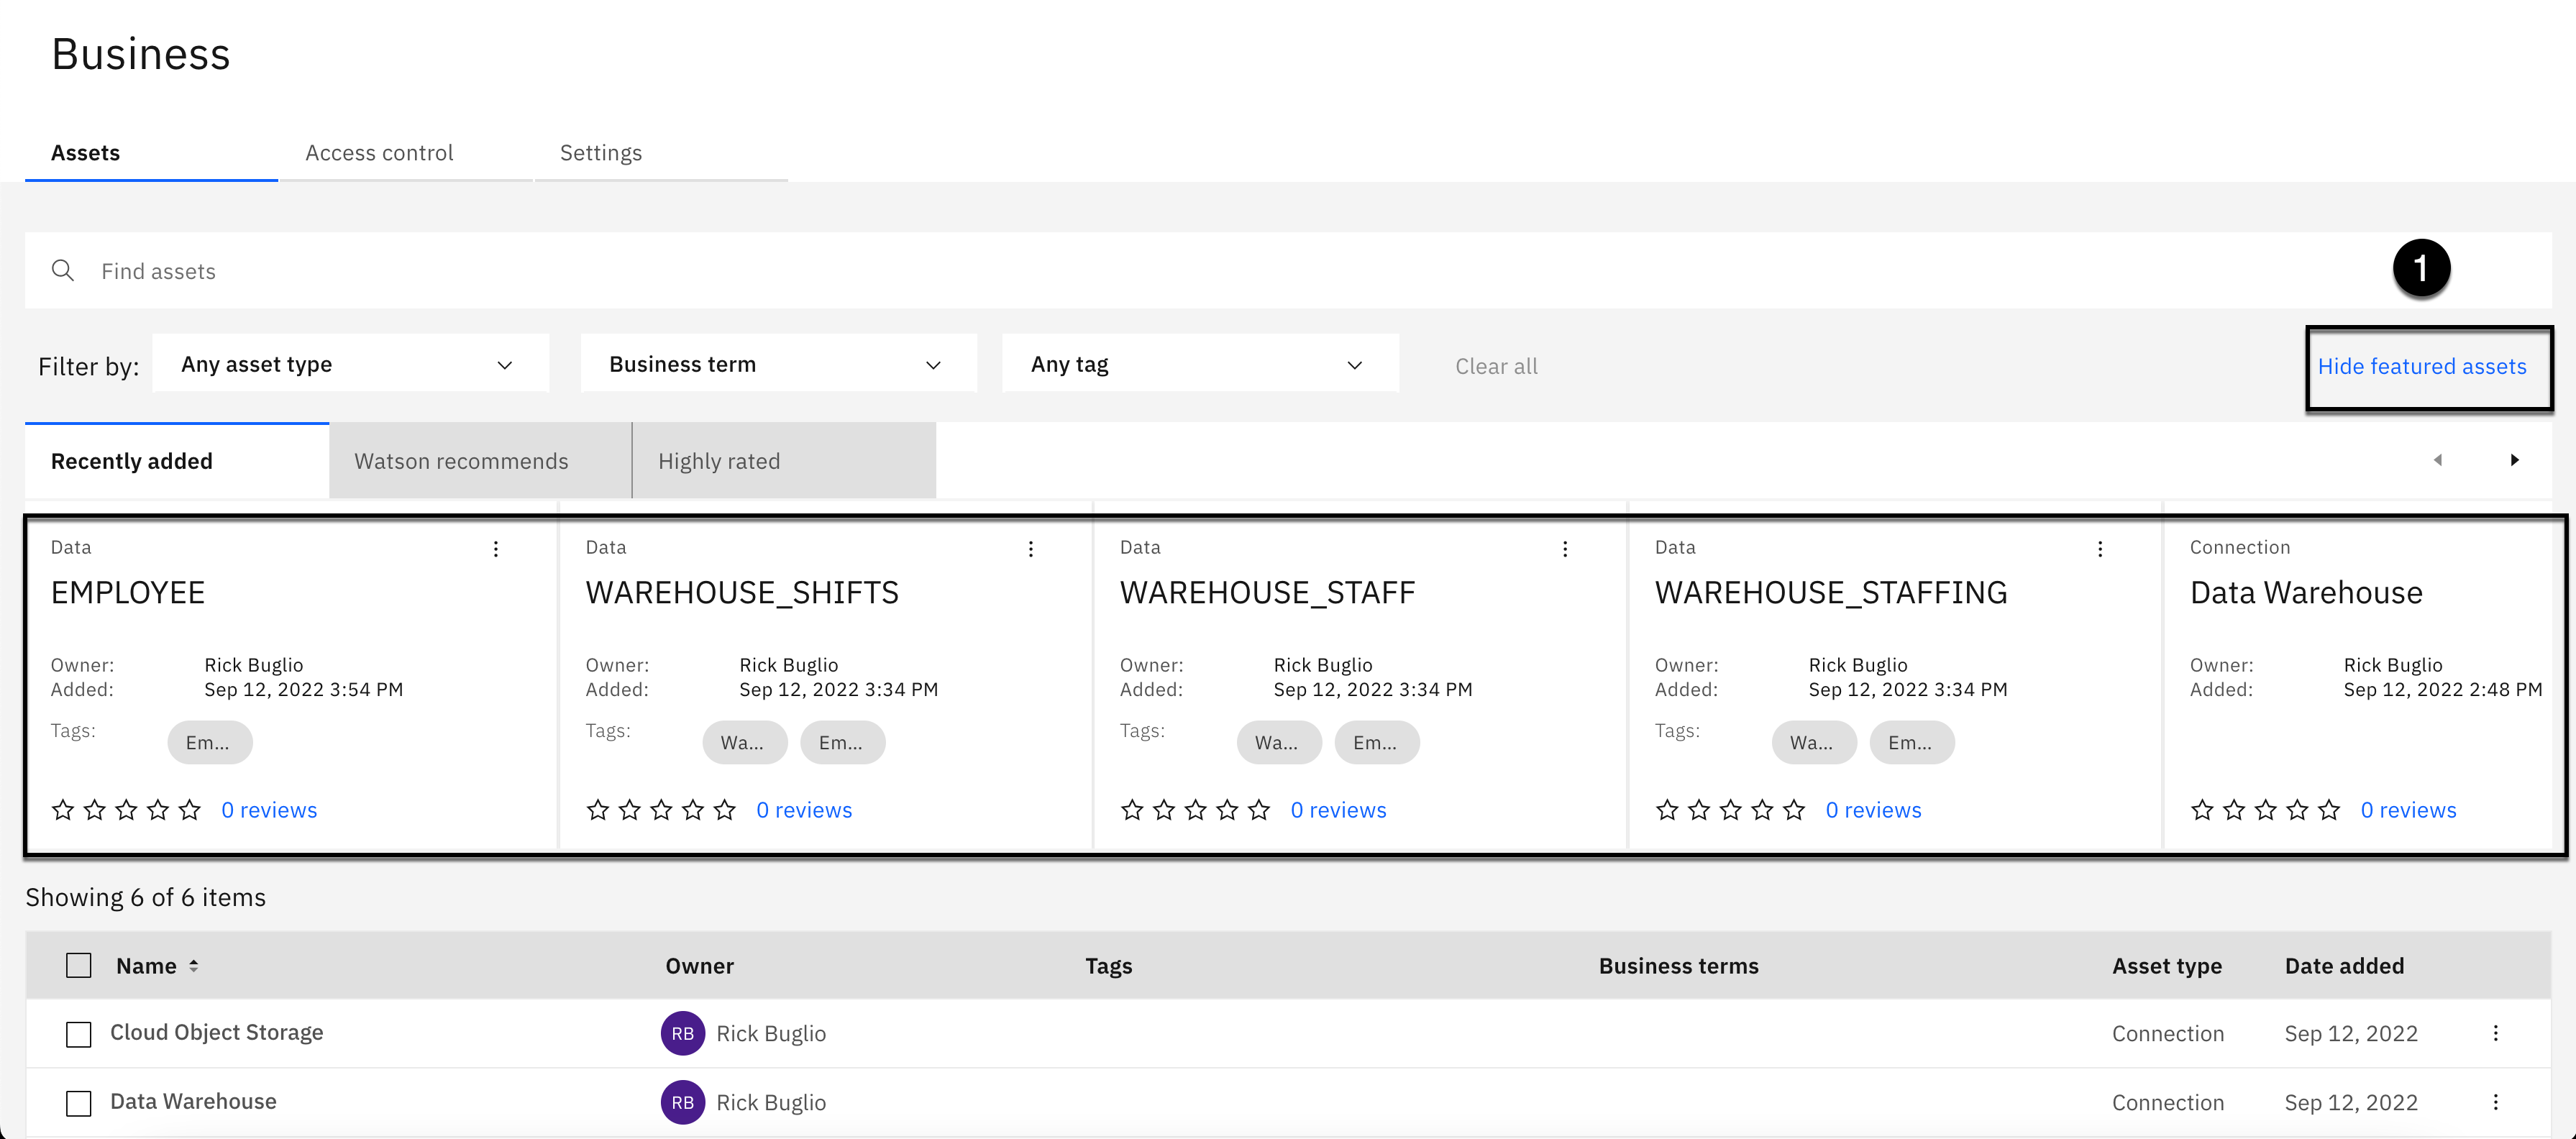 Business
Assets Access control Settings
Find assets
1
Filter by: Any asset type Business term Any tag Clear all Hide featured assets
Recently added Watson recommends Highly rated
Data Data Data Data Connection
EMPLOYEE WAREHOUSE_SHIFTS WAREHOUSE_STAFF WAREHOUSE_STAFFING Data Warehouse
Owner: Rick Buglio Owner: Rick Buglio Owner: Rick Buglio Owner: Rick Buglio Owner: Rick Buglio
Added: Sep 12, 2022 3:54 PM Added: Sep 12, 2022 3:34 PM Added: Sep 12, 2022 3:34 PM Added: Sep 12, 2022 3:34 PM Added: Sep 12, 2022 2:48 PM
Tags: Em... Tags: Wa... Em... Tags: Wa... Em... Tags: Wa... Em...
0 reviews 0 reviews 0 reviews 0 reviews 0 reviews
Showing 6 of 6 items
Name Owner Tags Business terms Asset type Date added
Cloud Object Storage RB Rick Buglio Connection Sep 12, 2022
Data Warehouse RB Rick Buglio Connection Sep 12, 2022